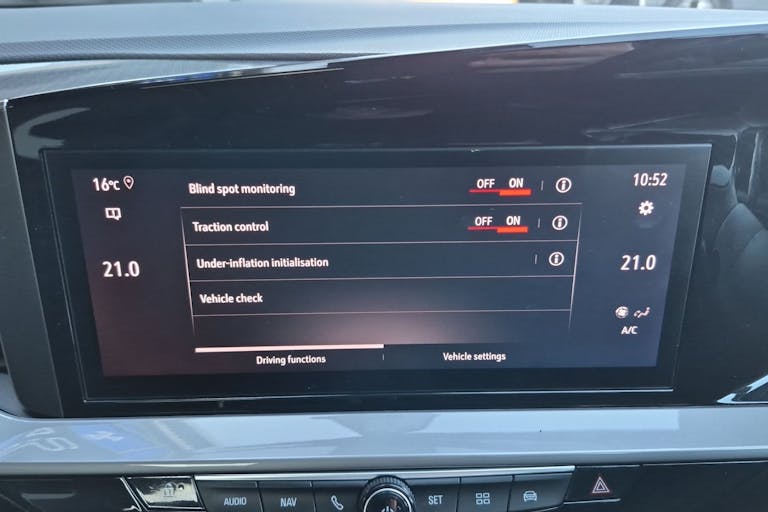 16°C
Blind spot monitoring OFF ON
10:52
Traction control OFF ON
21.0
Under-inflation initialisation
21.0
Vehicle check
A/C
Driving functions
Vehicle settings
AUDIO NAV SET